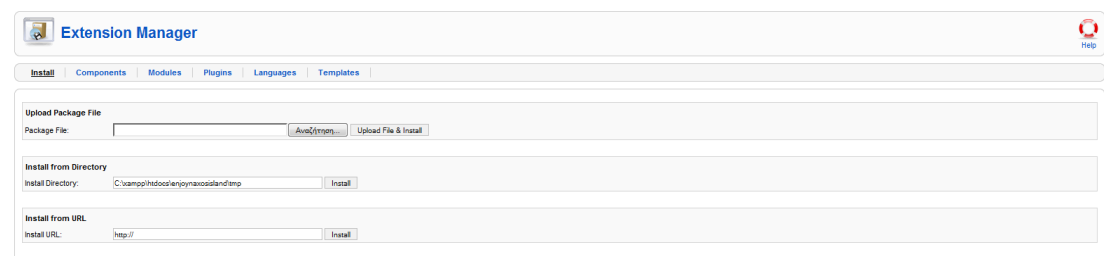 Extension Manager
Help
Install Components Modules Plugins Languages Templates
Upload Package File
Package File: Αναζήτηση... Upload File & Install
Install from Directory
Install Directory: C:\xampp\htdocs\enjoynaxosisland\tmp Install
Install from URL
Install URL: http:// Install